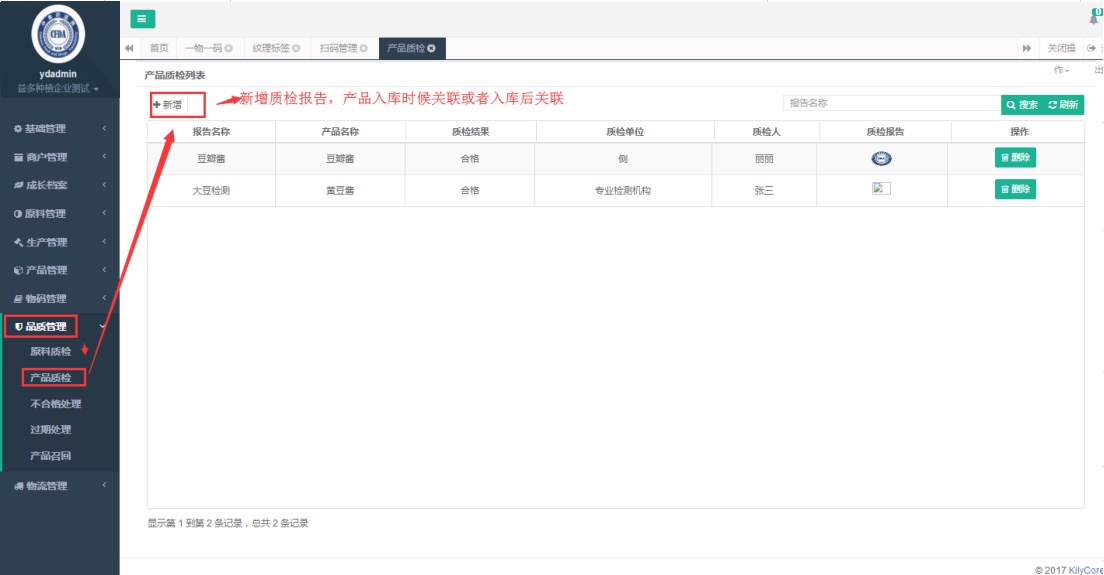 CFDA
ydadmin
益多种植企业测试
基础管理
商户管理
成长档案
原料管理
生产管理
产品管理
物码管理
品质管理
原料质检
产品质检
不合格处理
过期处理
产品召回
物流管理
0
首页 一物一码 纹理标签 扫码管理 产品质检 关闭操作 出
产品质检列表
新增 新增质检报告，产品入库时候关联或者入库后关联 报告名称 搜索 刷新
报告名称 产品名称 质检结果 质检单位 质检人 质检报告 操作
豆瓣酱 豆瓣酱 合格 倒 丽丽 删除
大豆检测 黄豆酱 合格 专业检测机构 张三 删除
显示第 1 到第 2 条记录，总共 2 条记录
© 2017 KilyCore